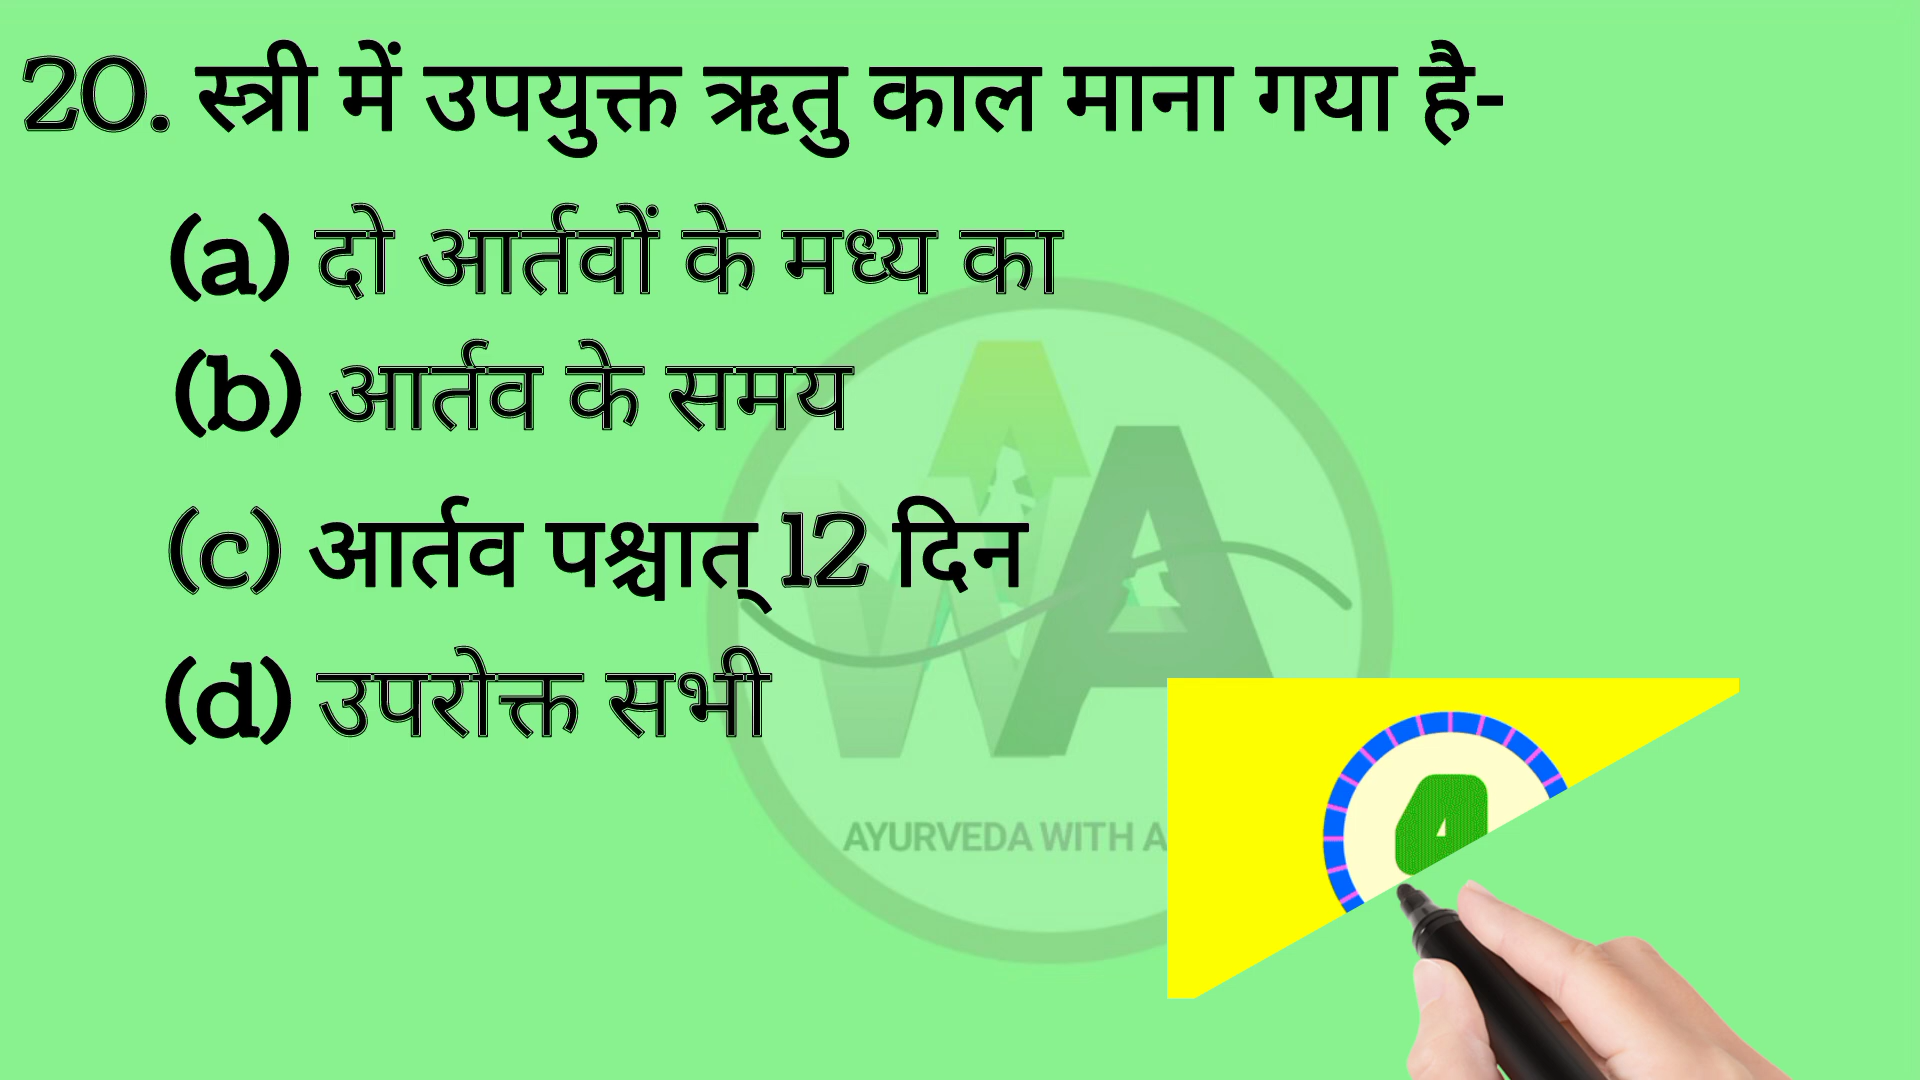 20. स्त्री में उपयुक्त ऋतु काल माना गया है-
(a) दो आर्तवों के मध्य का
(b) आर्तव के समय
(c) आर्तव पश्चात् 12 दिन
(d) उपरोक्त सभी
WA
AYURVEDA WITH A
4